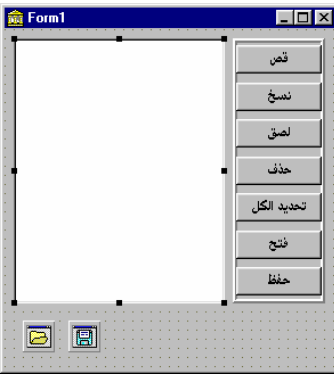 Form1
قص
نسخ
لصق
حذف
تحديد الكل
فتح
حفظ